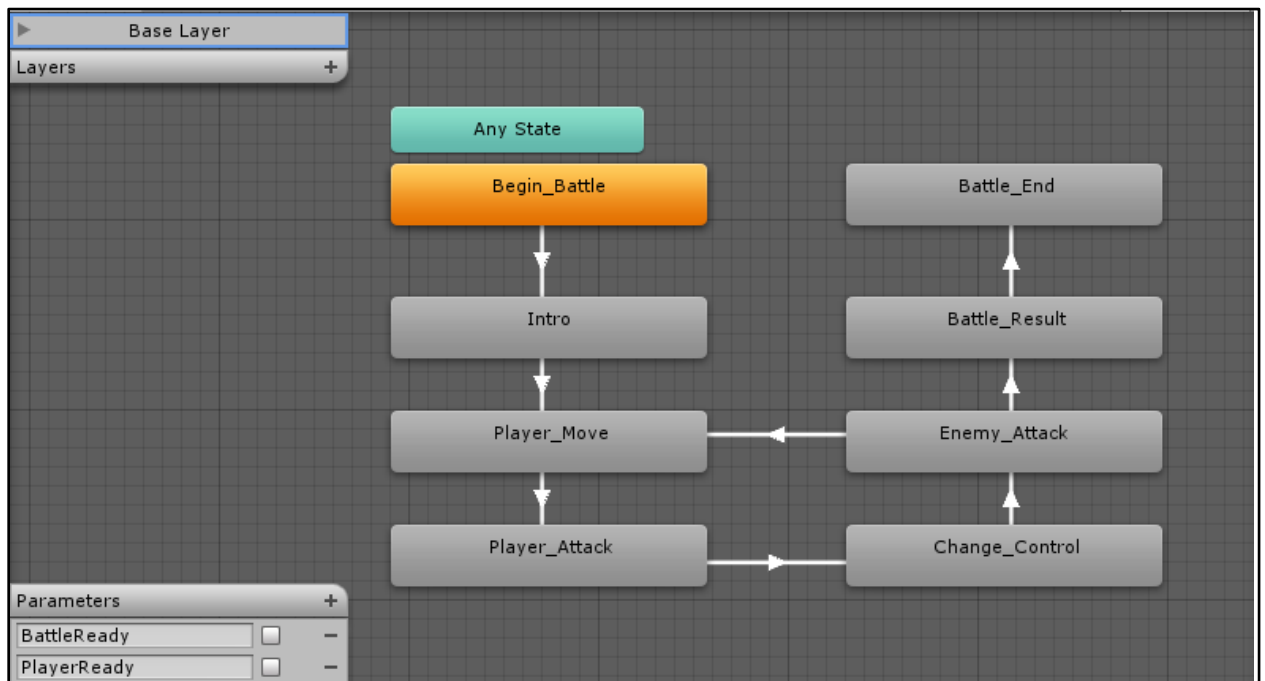 Base Layer
Layers
Any State
Begin_Battle
Battle_End
Intro
Battle_Result
Player_Move
Enemy_Attack
Player_Attack
Change_Control
Parameters
BattleReady
PlayerReady